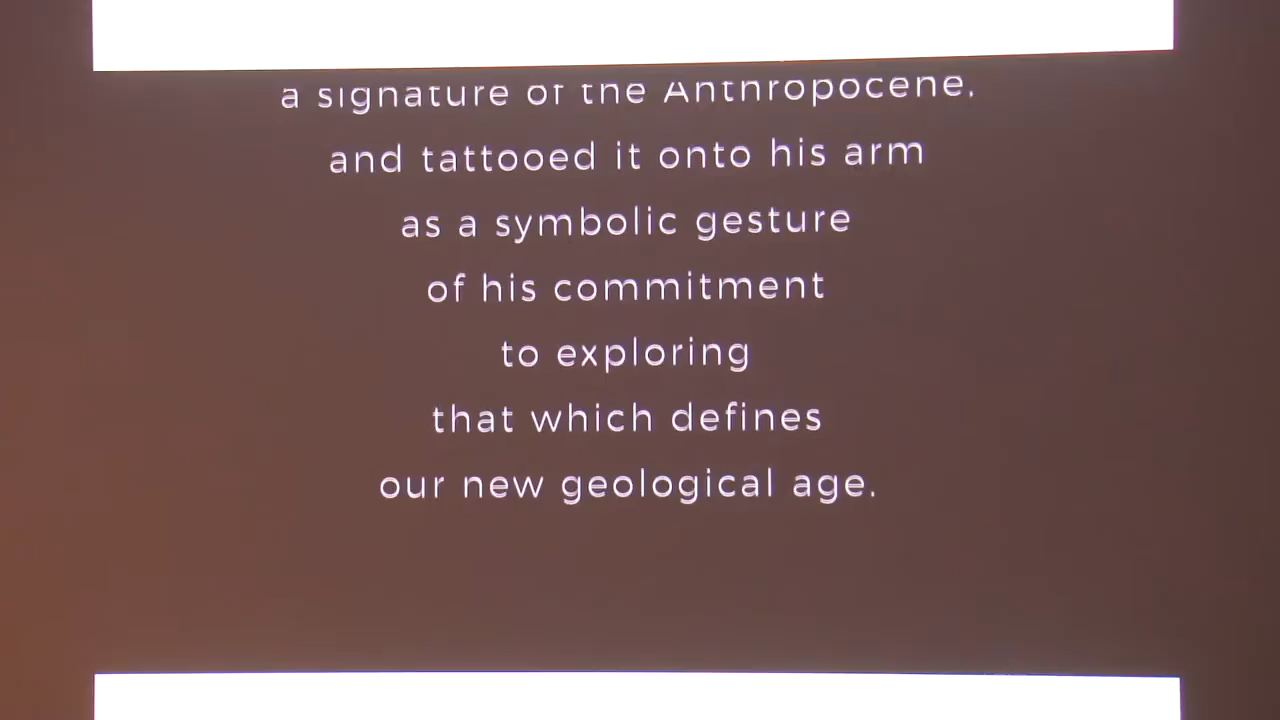 a signature of the Anthropocene,
and tattooed it onto his arm
as a symbolic gesture
of his commitment
to exploring
that which defines
our new geological age.